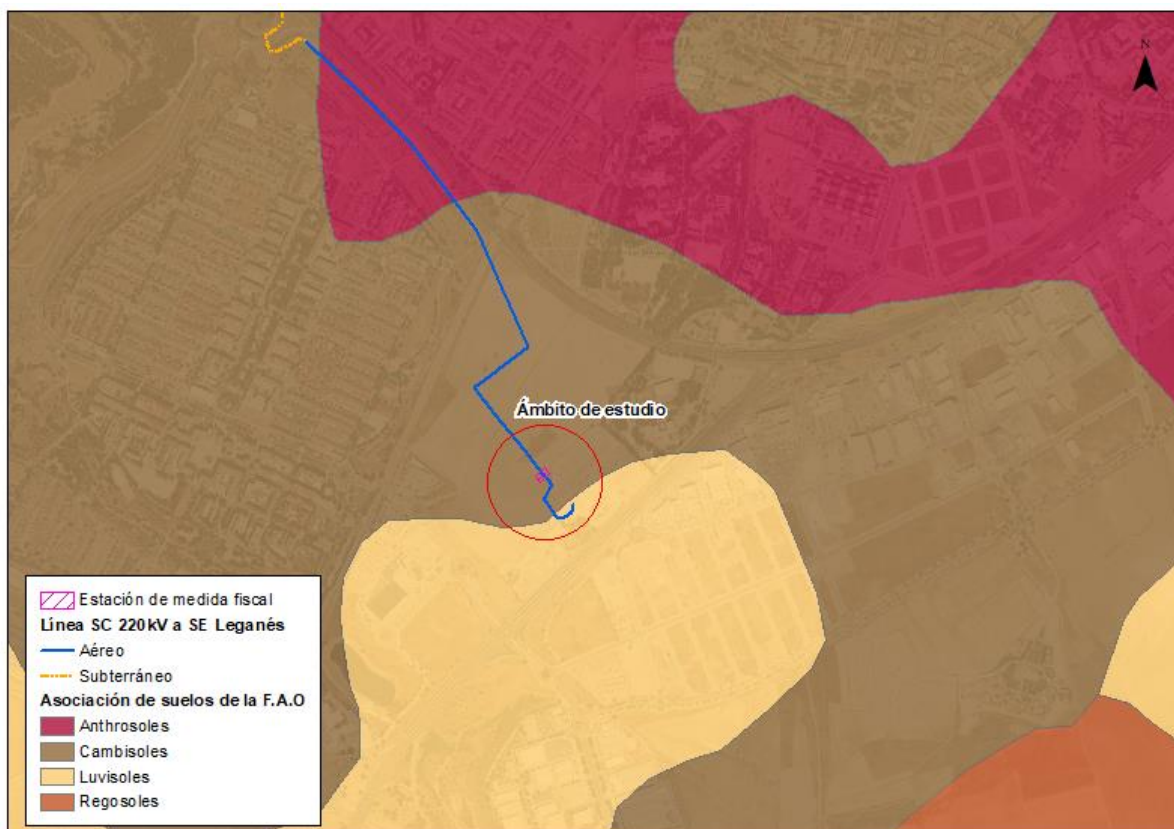 N
Ámbito de estudio
Estación de medida fiscal
Línea SC 220kV a SE Leganés
Aéreo
Subterráneo
Asociación de suelos de la F.A.O
Anthrosoles
Cambisoles
Luvisoles
Regosoles